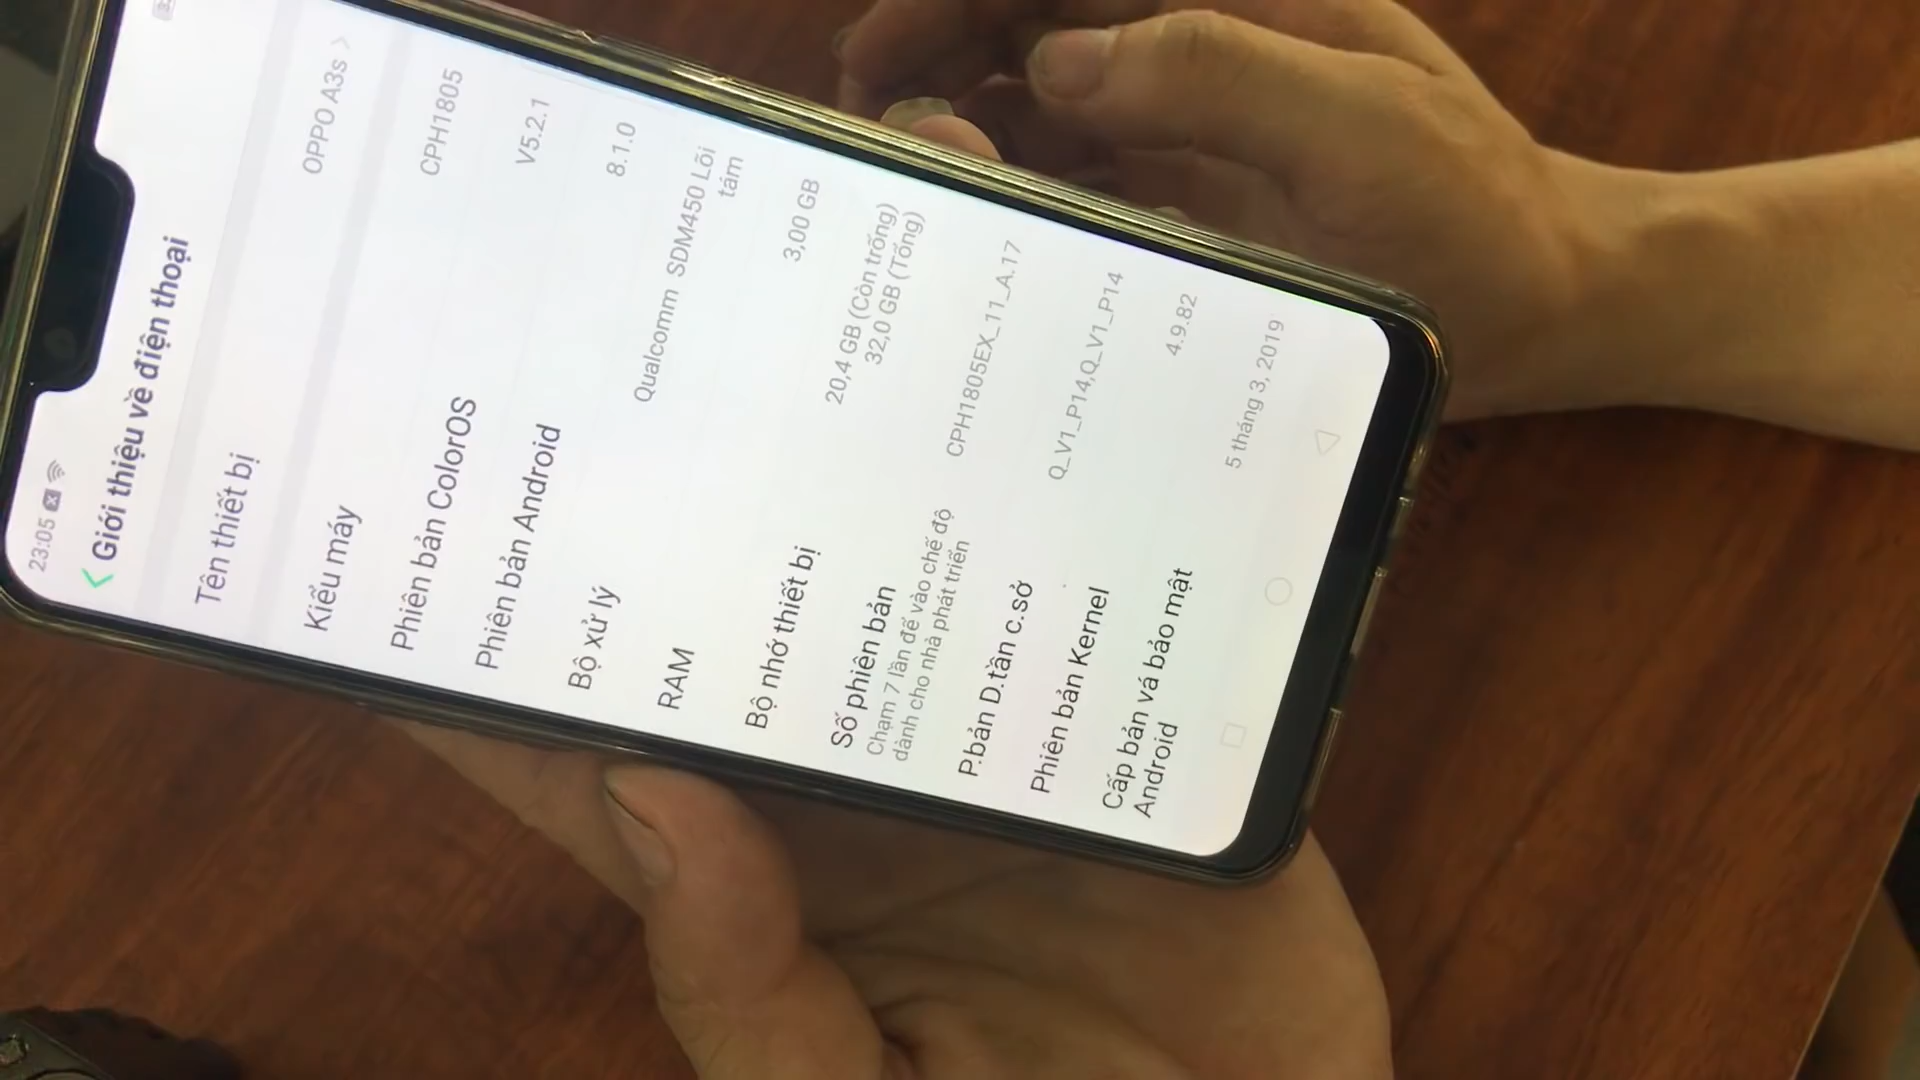 23:05
Giới thiệu về điện thoại
Tên thiết bị
OPPO A3s
Kiểu máy
CPH1805
Phiên bản ColorOS
V5.2.1
Phiên bản Android
8.1.0
Bộ xử lý
Qualcomm SDM450 Lõi
tám
RAM
3,00 GB
Bộ nhớ thiết bị
20,4 GB (Còn trống)
32,0 GB (Tổng)
Số phiên bản
Chạm 7 lần để vào chế độ
dành cho nhà phát triển
CPH1805EX_11_A.17
P.bản D.tần c.sở
Q_V1_P14,Q_V1_P14
Phiên bản Kernel
4.9.82
Cấp bản vá bảo mật
Android
5 tháng 3, 2019